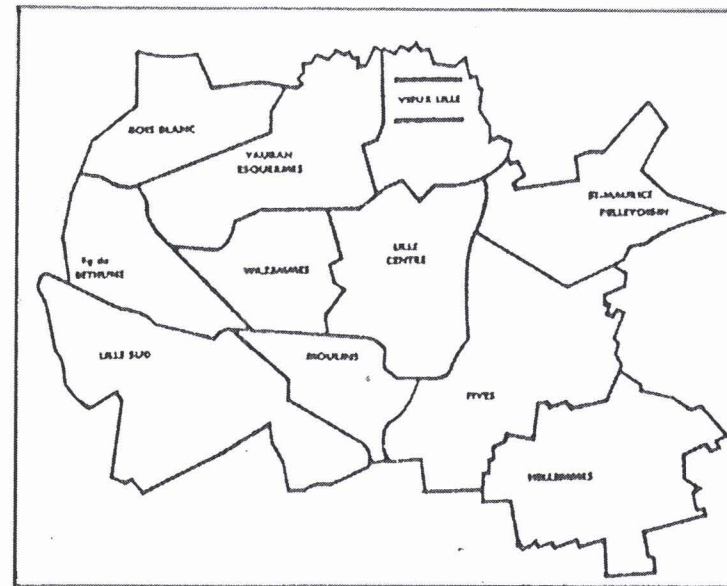 BOIS BLANC
VIEUX LILLE
VAUBAN
ESQUERMES
ST-MAURICE
PELLEVOISIN
Fg de
BETHUNE
WAZEMMES
LILLE
CENTRE
LILLE SUD
MOULINS
FIVES
HELLEMMES